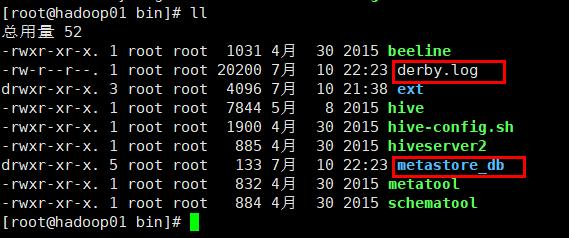 [root@hadoop01 bin]# ll
总用量 52
-rwxr-xr-x. 1 root root  1031 4月  30 2015 beeline
-rw-r--r--. 1 root root 20200 7月  10 22:23 derby.log
drwxr-xr-x. 3 root root  4096 7月  10 21:38 ext
-rwxr-xr-x. 1 root root  7844 5月   8 2015 hive
-rwxr-xr-x. 1 root root  1900 4月  30 2015 hive-config.sh
-rwxr-xr-x. 1 root root   885 4月  30 2015 hiveserver2
drwxr-xr-x. 5 root root   133 7月  10 22:23 metastore_db
-rwxr-xr-x. 1 root root   832 4月  30 2015 metatool
-rwxr-xr-x. 1 root root   884 4月  30 2015 schematool
[root@hadoop01 bin]#